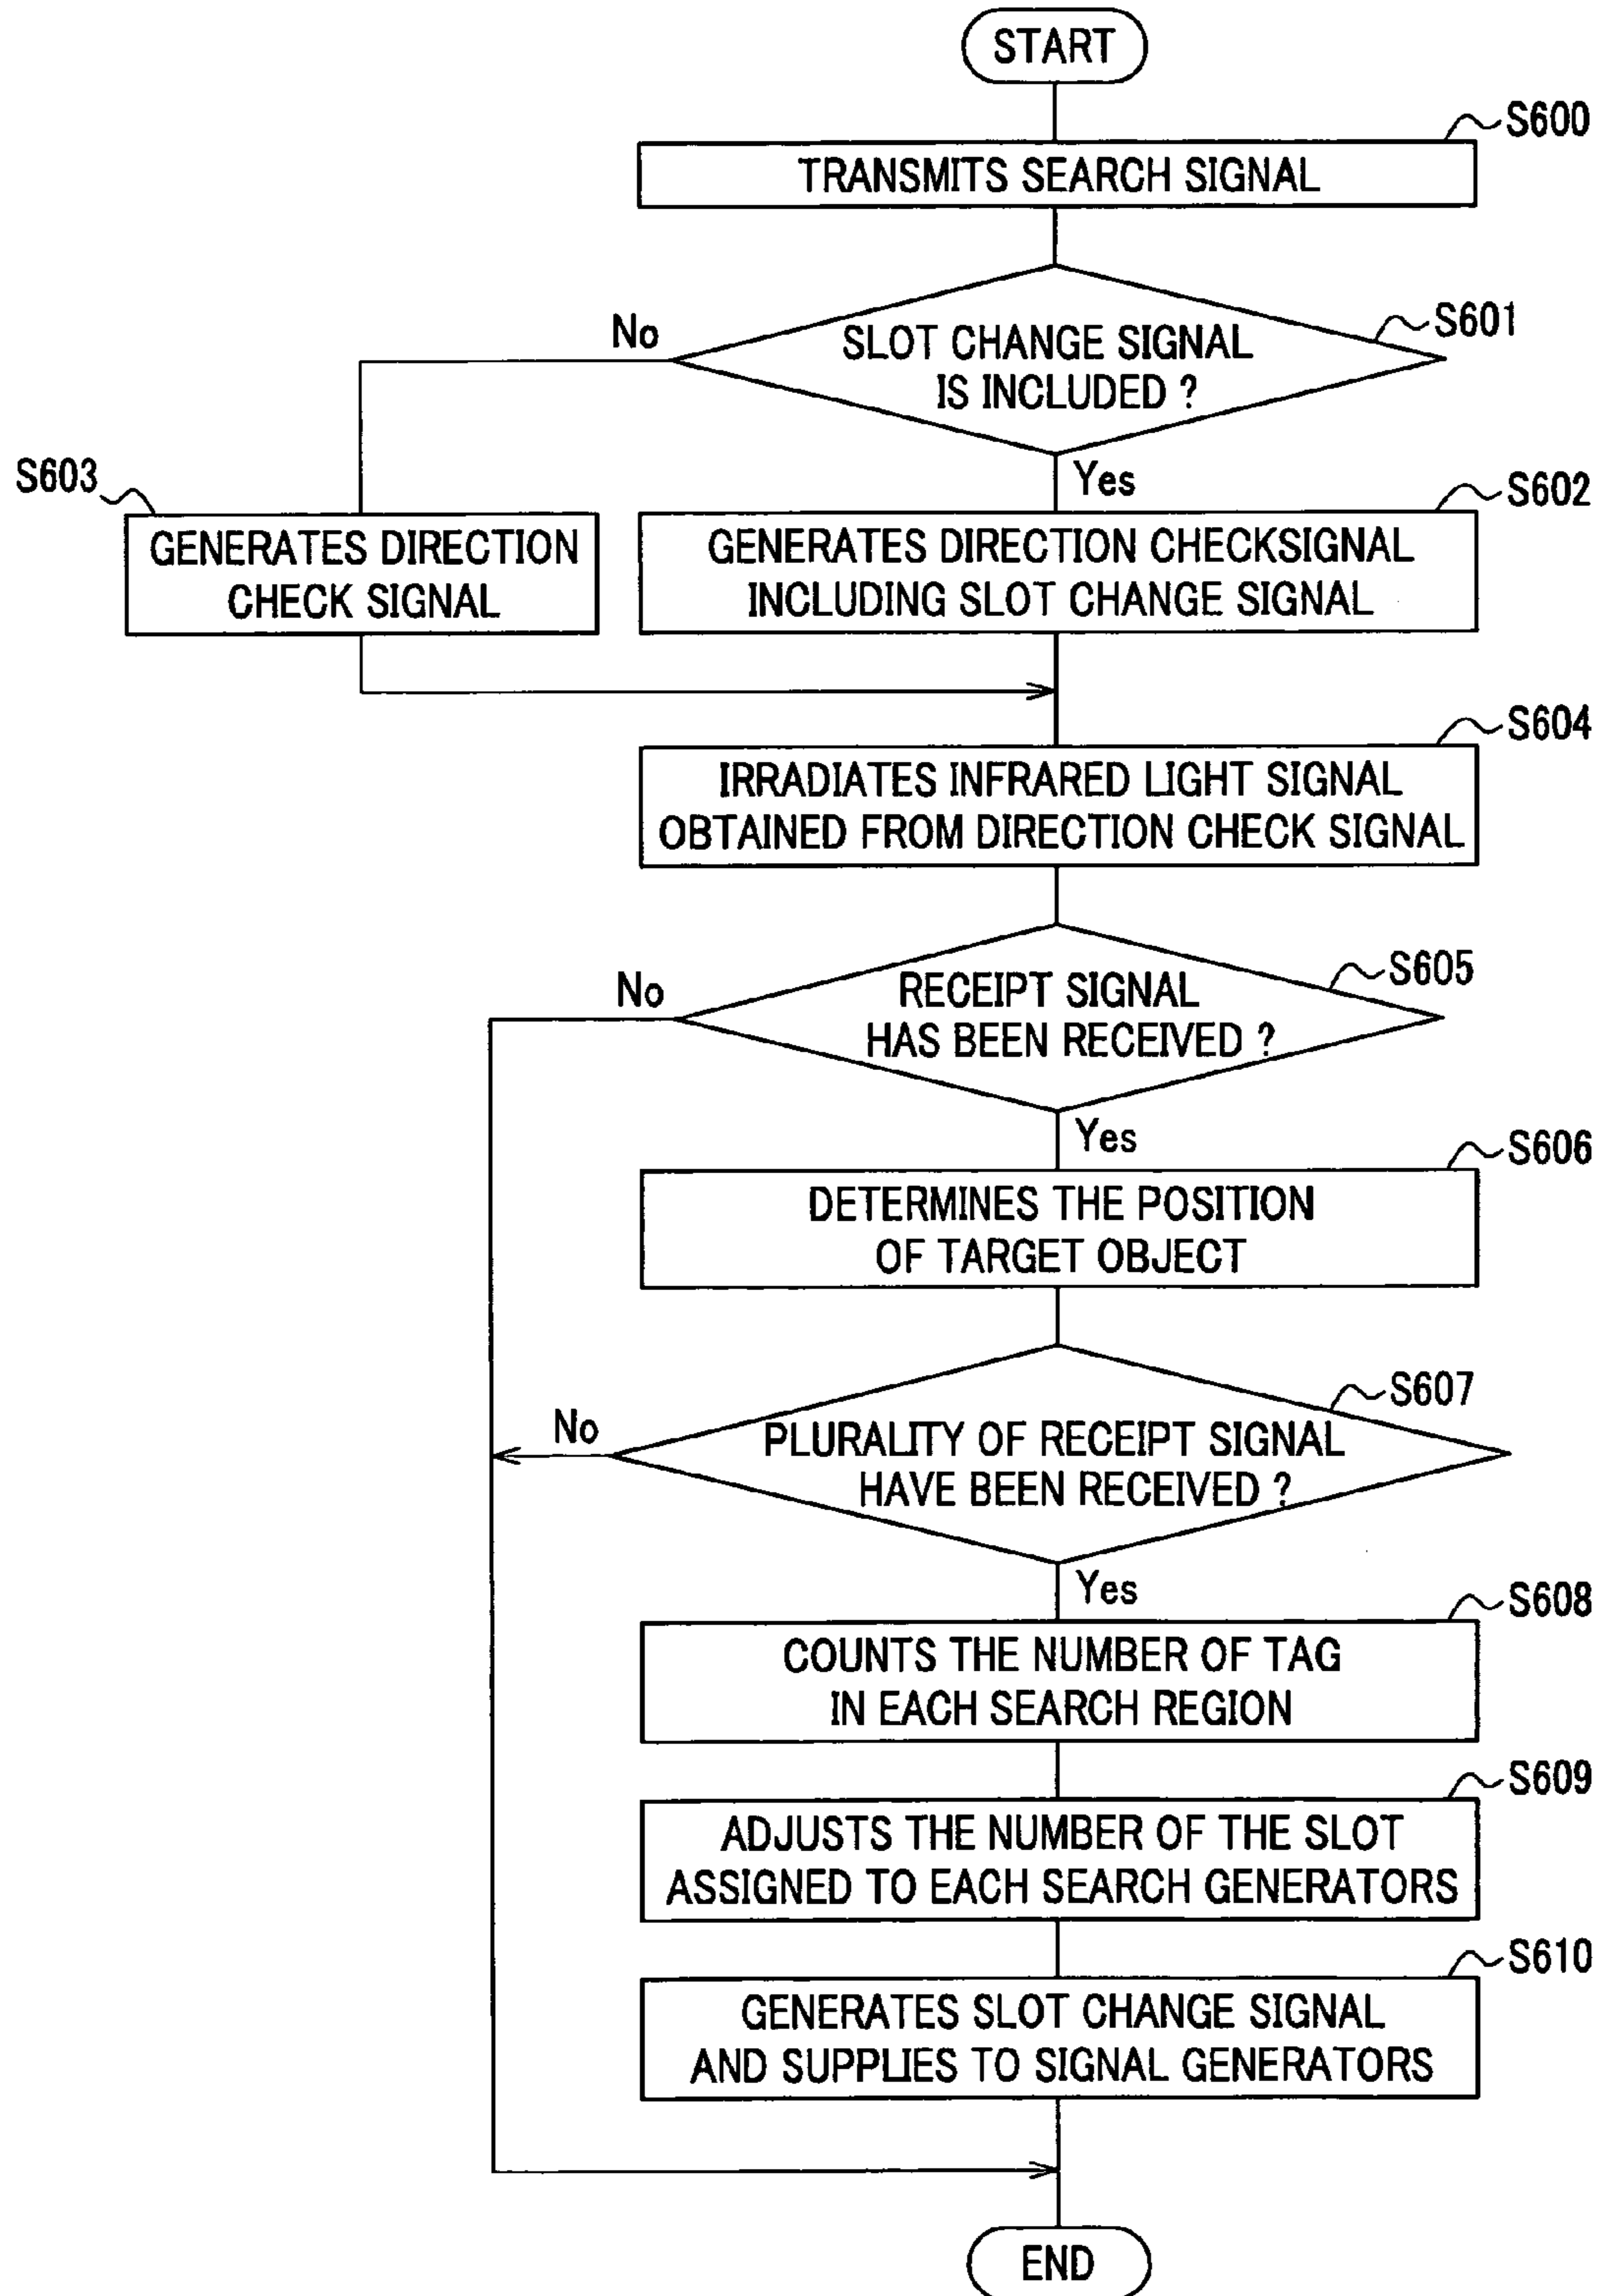 START
S600
TRANSMITS SEARCH SIGNAL
S601
No
SLOT CHANGE SIGNAL
IS INCLUDED ?
Yes
S603
S602
GENERATES DIRECTION
CHECK SIGNAL
GENERATES DIRECTION CHECKSIGNAL
INCLUDING SLOT CHANGE SIGNAL
S604
IRRADIATES INFRARED LIGHT SIGNAL
OBTAINED FROM DIRECTION CHECK SIGNAL
S605
No
RECEIPT SIGNAL
HAS BEEN RECEIVED ?
Yes
S606
DETERMINES THE POSITION
OF TARGET OBJECT
S607
No
PLURALITY OF RECEIPT SIGNAL
HAVE BEEN RECEIVED ?
Yes
S608
COUNTS THE NUMBER OF TAG
IN EACH SEARCH REGION
S609
ADJUSTS THE NUMBER OF THE SLOT
ASSIGNED TO EACH SEARCH GENERATORS
S610
GENERATES SLOT CHANGE SIGNAL
AND SUPPLIES TO SIGNAL GENERATORS
END